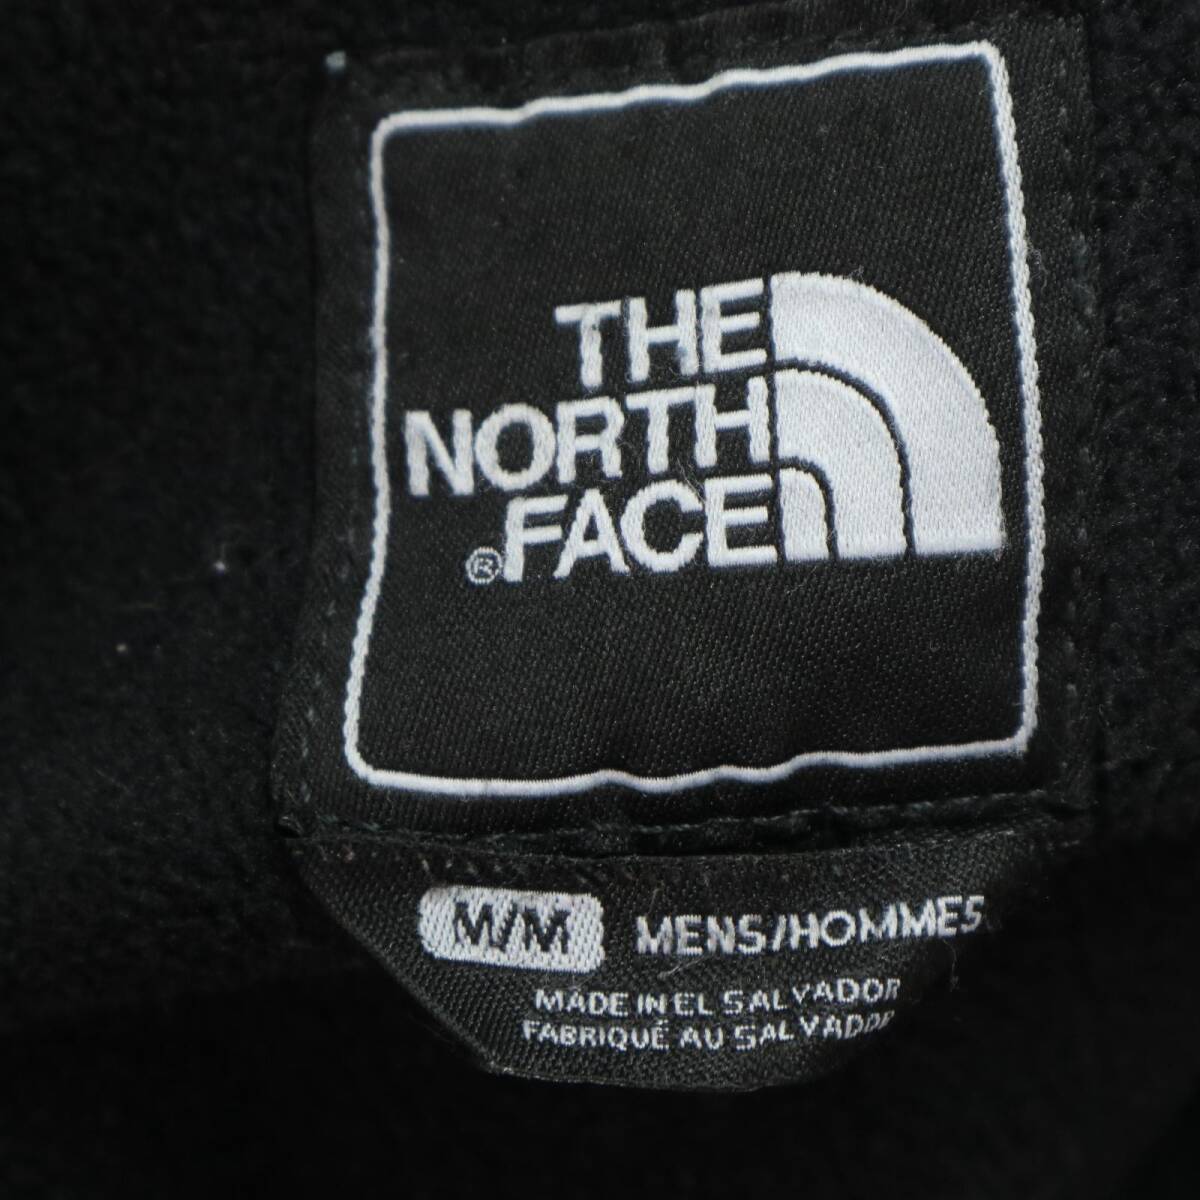 THE
NORTH
®FACE
M/M MENS/HOMMES
MADE IN EL SALVADOR
FABRIQUÉ AU SALVADOR